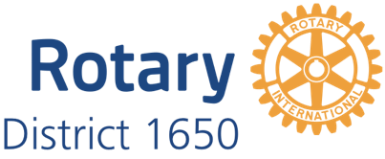 Rotary
District 1650
ROTARY
INTERNATIONAL